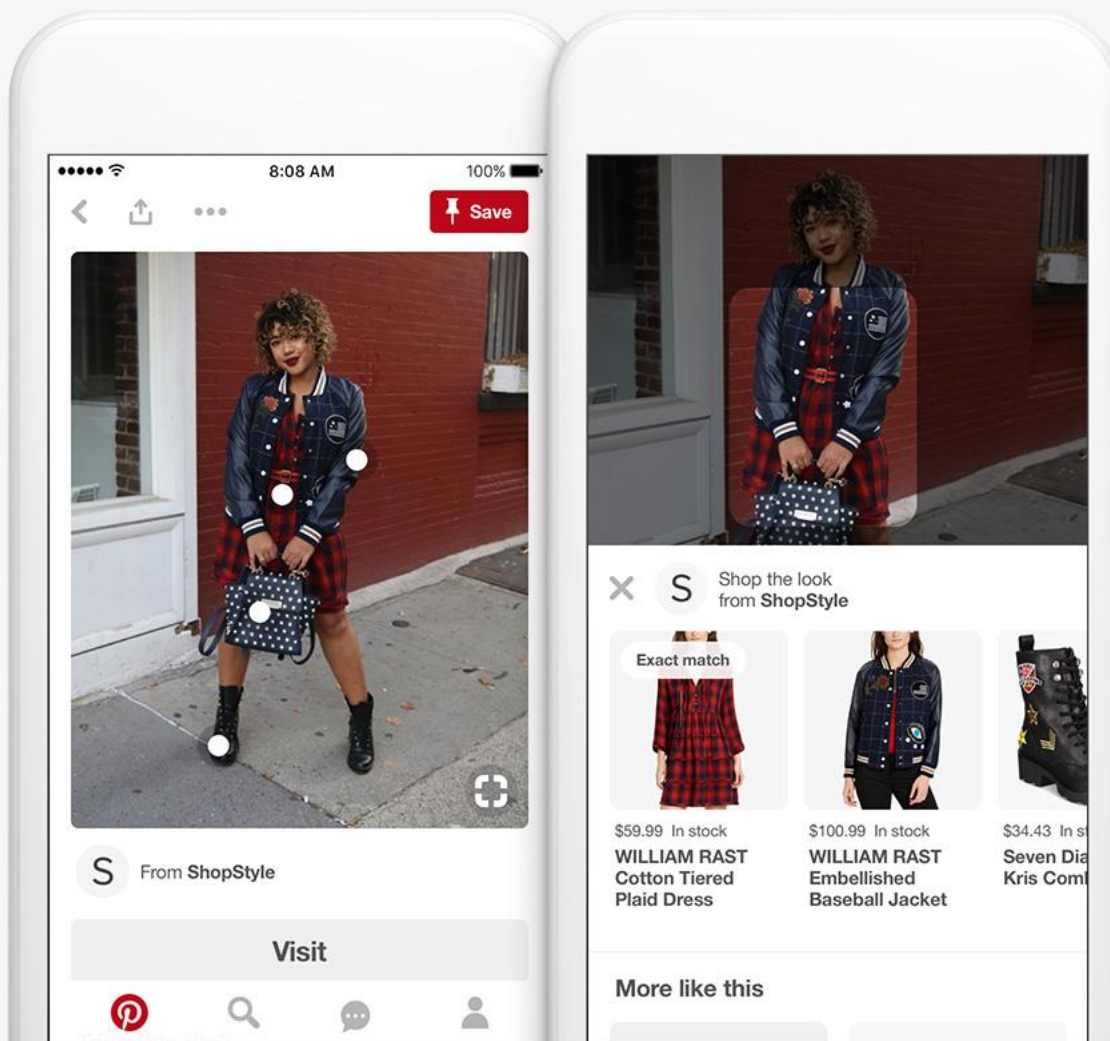 8:08 AM
100%
Save
S
From ShopStyle
Visit
S
Shop the look
from ShopStyle
Exact match
$59.99 In stock
WILLIAM RAST
Cotton Tiered
Plaid Dress
$100.99 In stock
WILLIAM RAST
Embellished
Baseball Jacket
$34.43 In st
Seven Dia
Kris Com
More like this